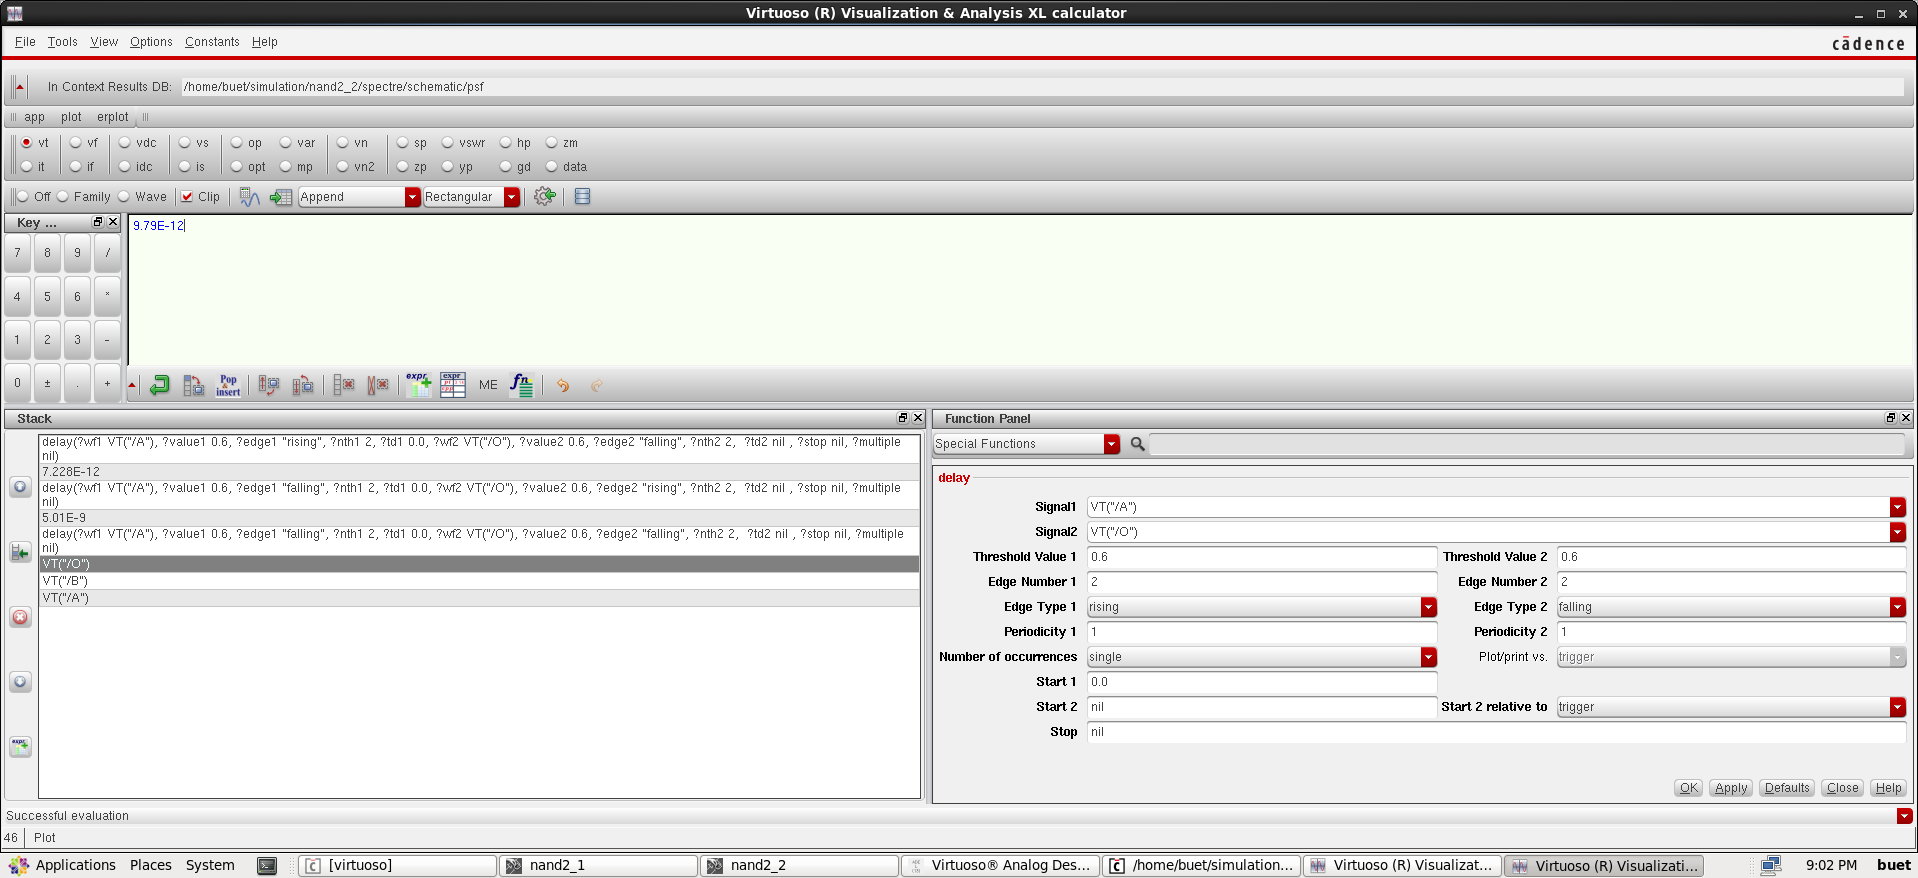 Virtuoso (R) Visualization & Analysis XL calculator
File Tools View Options Constants Help
cādence
In Context Results DB: /home/buet/simulation/nand2_2/spectre/schematic/psf
app plot erplot
vt vf vdc vs op var vn sp vswr hp zm
it if idc is opt mp vn2 zp yp gd data
Off Family Wave Clip Append Rectangular
Key ...
9.79E-12
7 8 9 /
4 5 6 *
1 2 3 -
0 ± . +
Pop & insert
expr
expr
ME
fn
Stack
delay(?wf1 VT("/A"), ?value1 0.6, ?edge1 "rising", ?nth1 2, ?td1 0.0, ?wf2 VT("/O"), ?value2 0.6, ?edge2 "falling", ?nth2 2,  ?td2 nil , ?stop nil, ?multiple
nil)
7.228E-12
delay(?wf1 VT("/A"), ?value1 0.6, ?edge1 "falling", ?nth1 2, ?td1 0.0, ?wf2 VT("/O"), ?value2 0.6, ?edge2 "rising", ?nth2 2,  ?td2 nil , ?stop nil, ?multiple
nil)
5.01E-9
delay(?wf1 VT("/A"), ?value1 0.6, ?edge1 "falling", ?nth1 2, ?td1 0.0, ?wf2 VT("/O"), ?value2 0.6, ?edge2 "falling", ?nth2 2,  ?td2 nil , ?stop nil, ?multiple
nil)
VT("/O")
VT("/B")
VT("/A")
expr
Function Panel
Special Functions
delay
Signal1 VT("/A")
Signal2 VT("/O")
Threshold Value 1 0.6 Threshold Value 2 0.6
Edge Number 1 2 Edge Number 2 2
Edge Type 1 rising Edge Type 2 falling
Periodicity 1 1 Periodicity 2 1
Number of occurrences single Plot/print vs. trigger
Start 1 0.0
Start 2 nil Start 2 relative to trigger
Stop nil
OK Apply Defaults Close Help
Successful evaluation
46 Plot
Applications Places System [virtuoso] nand2_1 nand2_2 Virtuoso® Analog Des... /home/buet/simulation... Virtuoso (R) Visualizat... Virtuoso (R) Visualizati... 9:02 PM buet